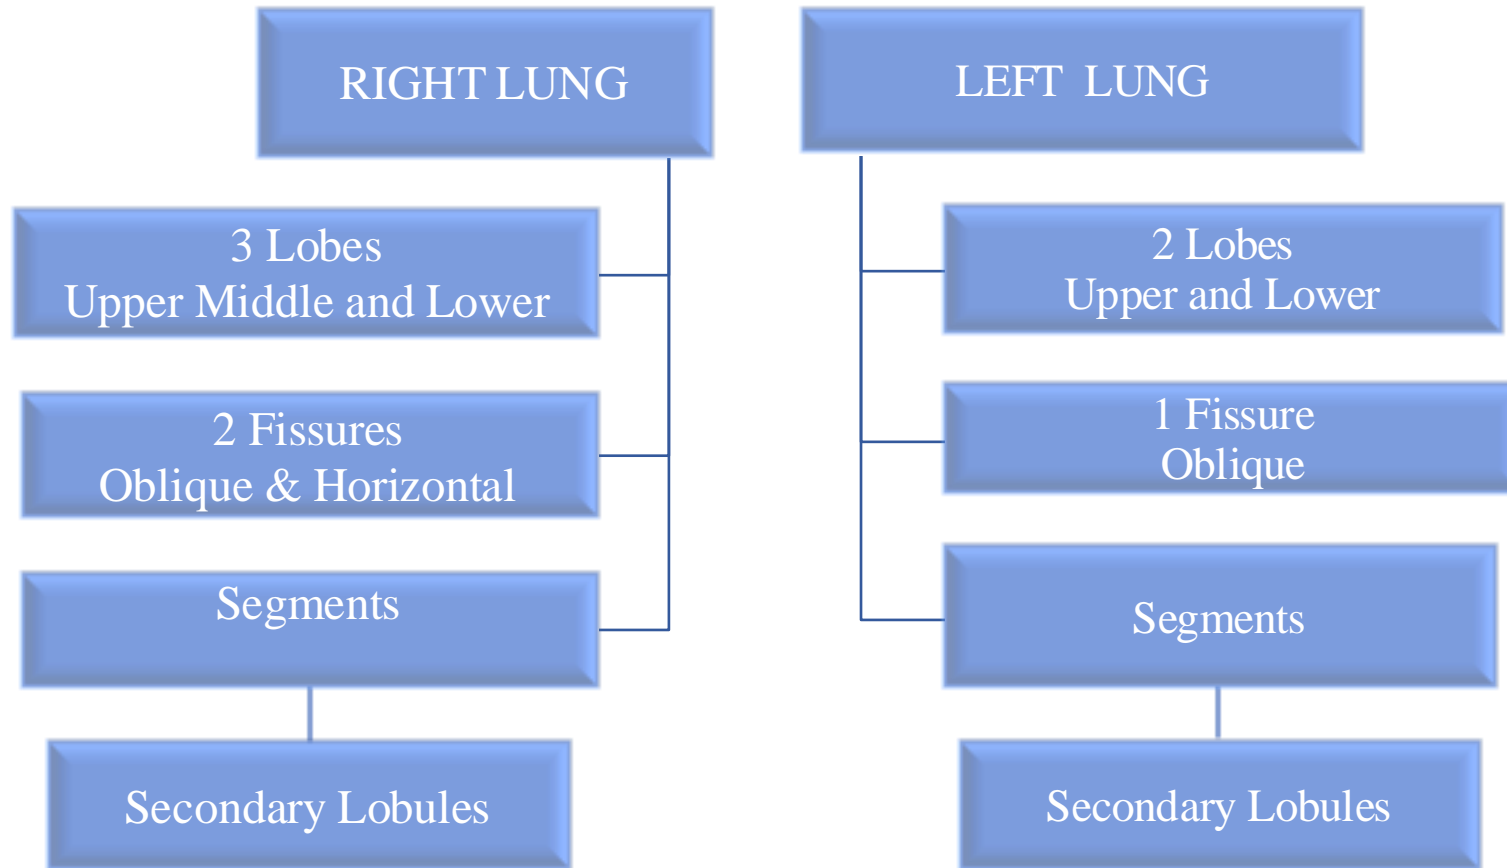 RIGHT LUNG
3 Lobes
Upper Middle and Lower
2 Fissures
Oblique & Horizontal
Segments
Secondary Lobules
LEFT LUNG
2 Lobes
Upper and Lower
1 Fissure
Oblique
Segments
Secondary Lobules